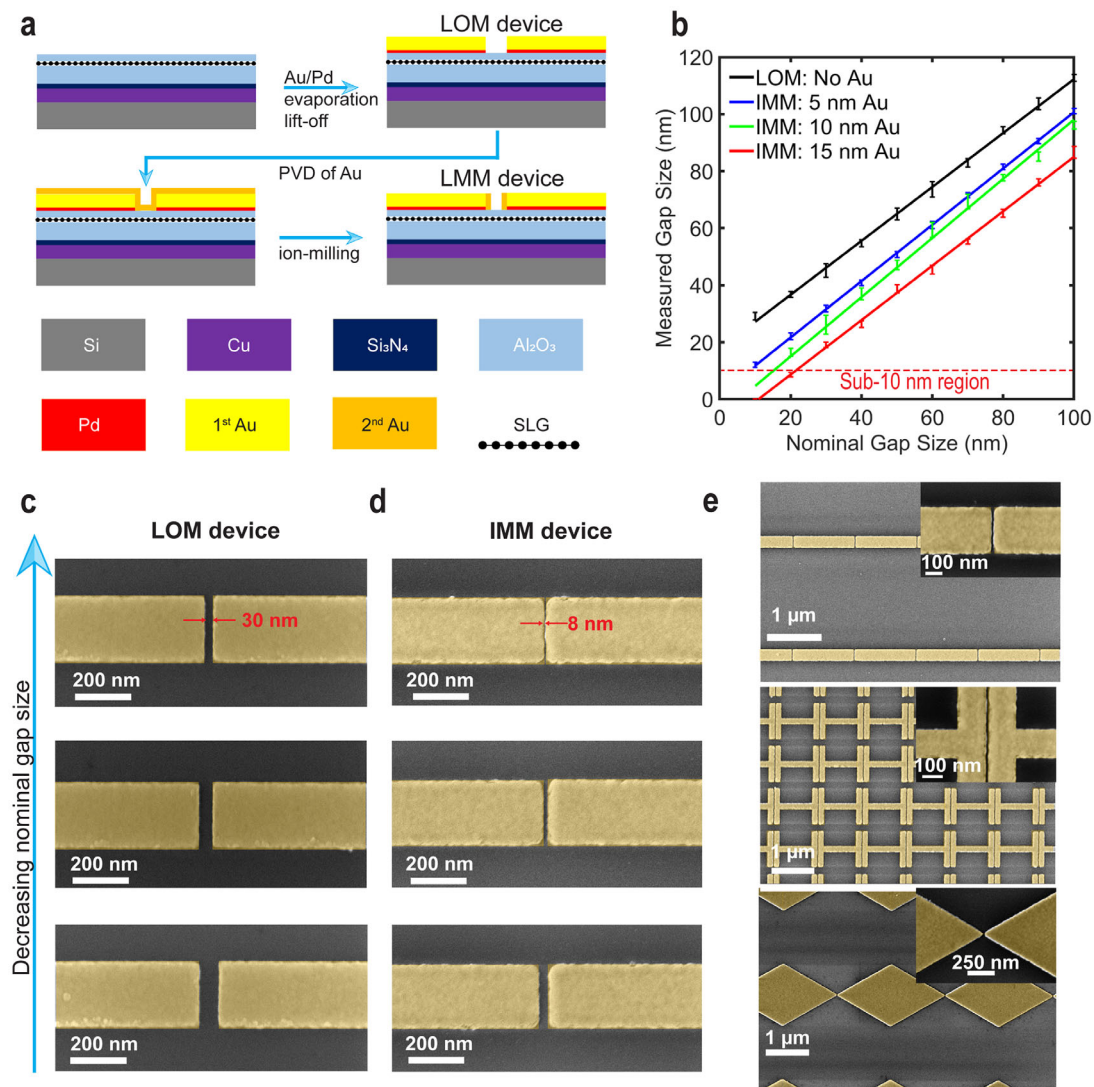 a
LOM device
Au/Pd
evaporation
lift-off
PVD of Au
LMM device
ion-milling
Si
Cu
Si₃N₄
Al₂O₃
Pd
1ˢᵗ Au
2ⁿᵈ Au
SLG
b
Measured Gap Size (nm)
120
100
80
60
40
20
10
0
LOM: No Au
IMM: 5 nm Au
IMM: 10 nm Au
IMM: 15 nm Au
Sub-10 nm region
0
20
40
60
80
100
Nominal Gap Size (nm)
c
LOM device
Decreasing nominal gap size
30 nm
200 nm
200 nm
200 nm
d
IMM device
8 nm
200 nm
200 nm
200 nm
e
100 nm
1 µm
100 nm
1 µm
250 nm
1 µm